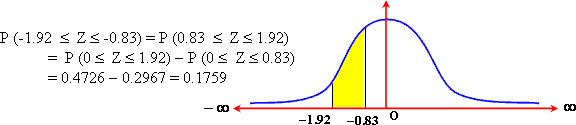 P (-1.92 ≤ Z ≤ -0.83) = P (0.83 ≤ Z ≤ 1.92)
= P (0 ≤ Z ≤ 1.92) – P (0 ≤ Z ≤ 0.83)
= 0.4726 – 0.2967 = 0.1759
– ∞
∞
–1.92
–0.83
O